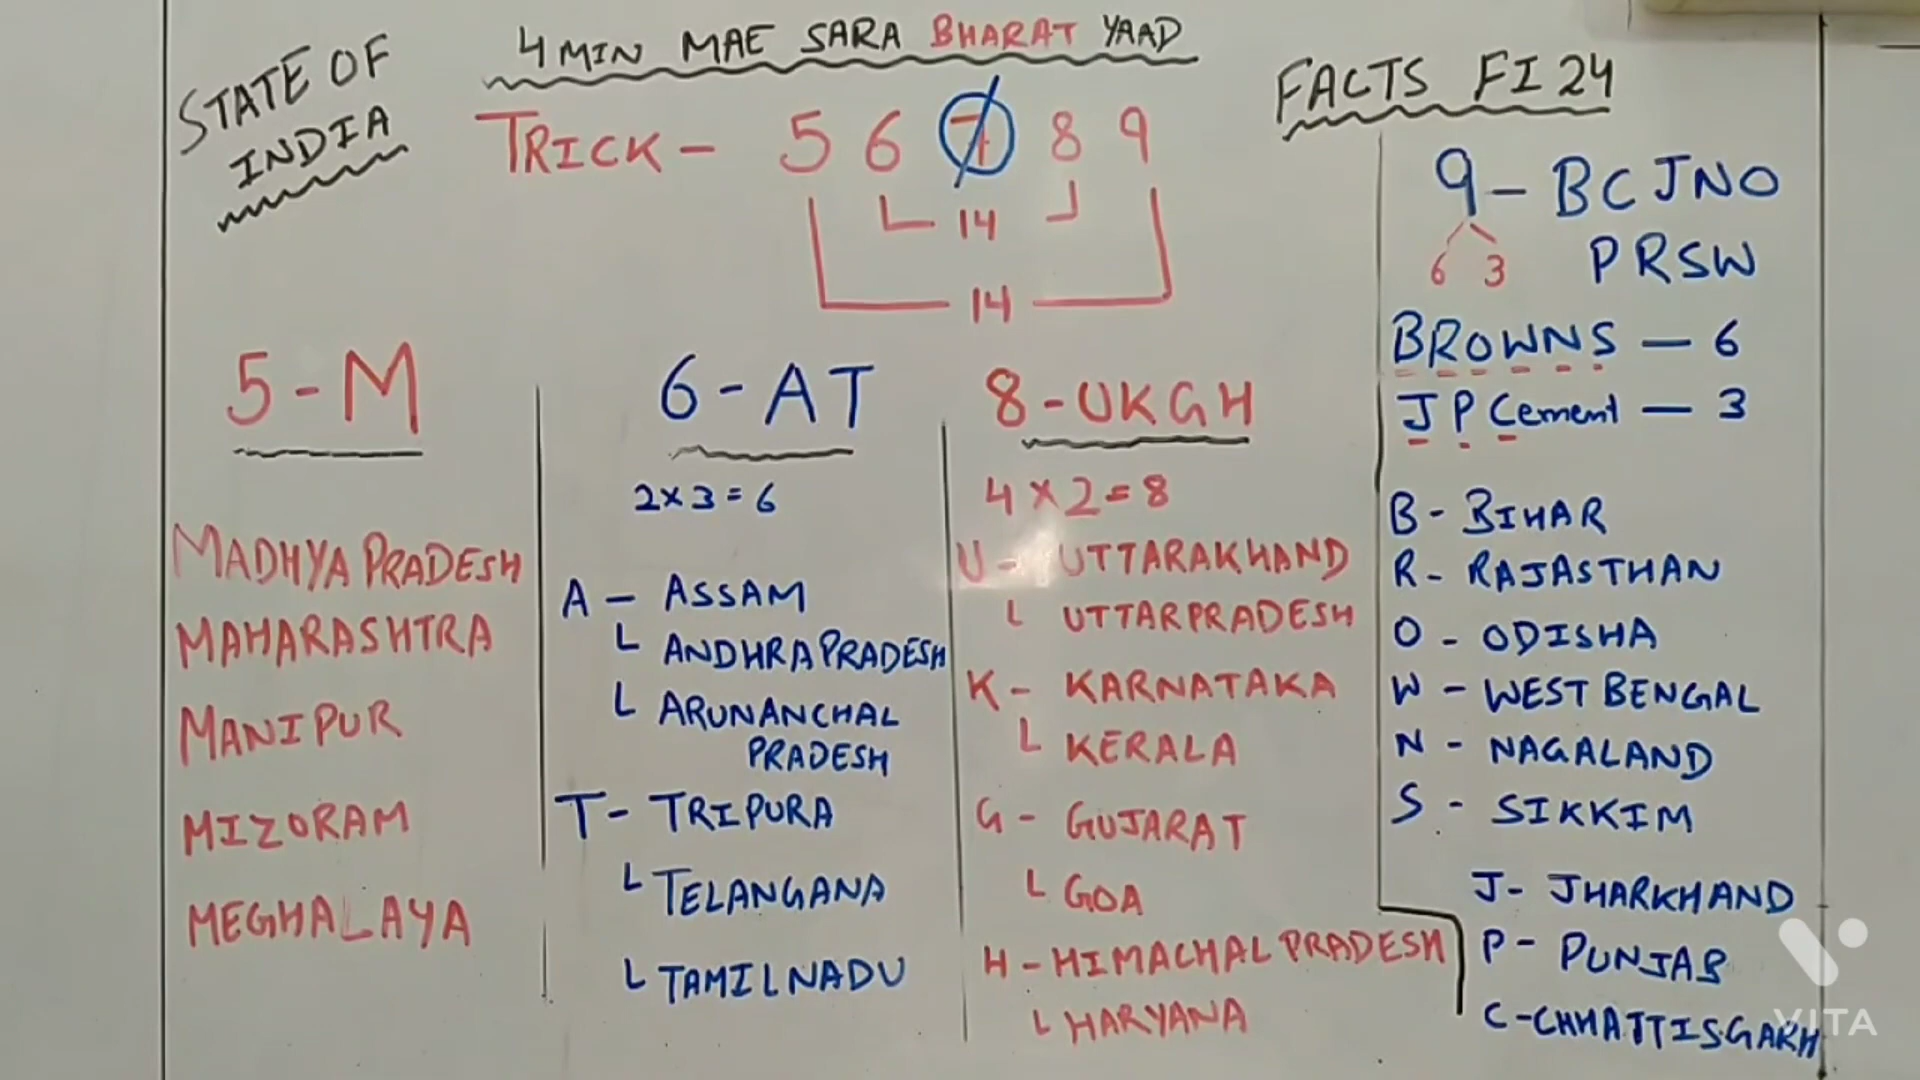 STATE OF
INDIA
4 MIN MAE SARA BHARAT YAAD
FACTS FI 24
TRICK - 5 6 7 8 9
14
14
5 - M
MADHYA PRADESH
MAHARASHTRA
MANIPUR
MIZORAM
MEGHALAYA
6 - AT
2 x 3 = 6
A - ASSAM
L ANDHRA PRADESH
L ARUNANCHAL
PRADESH
T - TRIPURA
L TELANGANA
L TAMILNADU
8 - UKGH
4 x 2 = 8
U - UTTARAKHAND
L UTTARPRADESH
K - KARNATAKA
L KERALA
G - GUJARAT
L GOA
H - HIMACHAL PRADESH
L HARYANA
9 - BCJNO
6 3 PRSW
BROWNS - 6
JP Cement - 3
B - BIHAR
R - RAJASTHAN
O - ODISHA
W - WEST BENGAL
N - NAGALAND
S - SIKKIM
J - JHARKHAND
P - PUNJAB
C - CHHATTISGARH
VITA